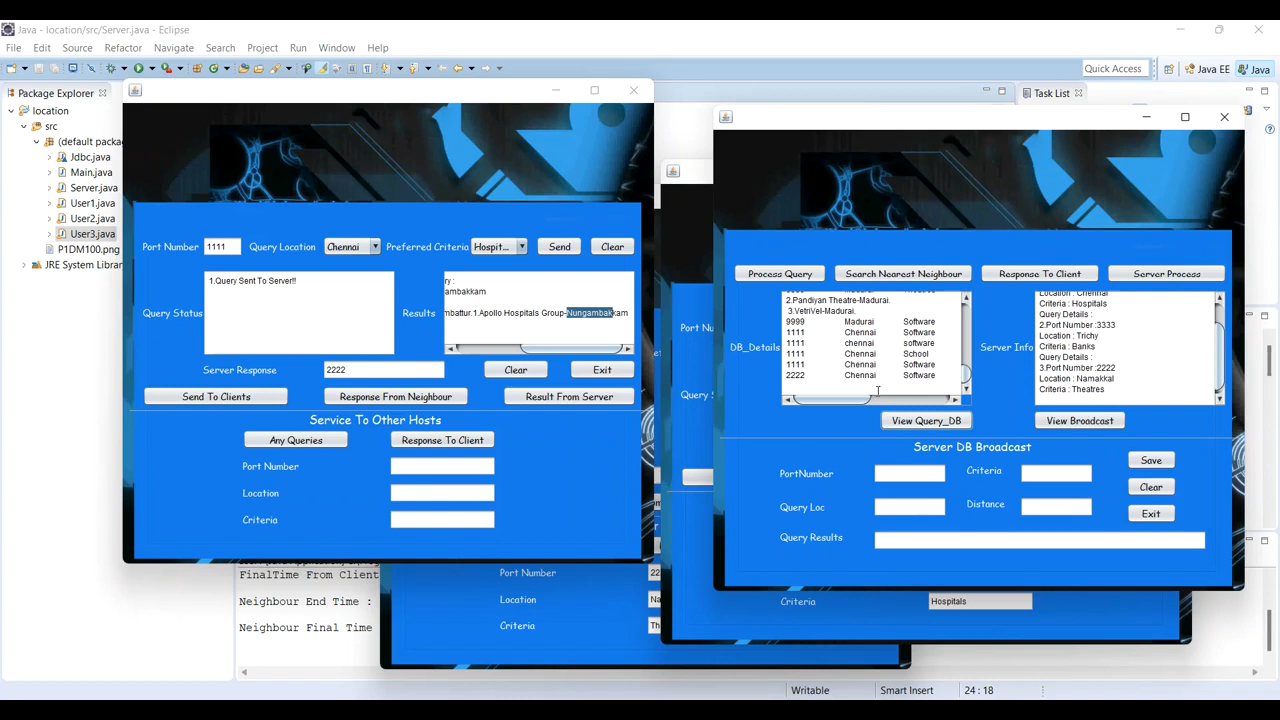 Java - location/src/Server.java - Eclipse
File Edit Source Refactor Navigate Search Project Run Window Help
Quick Access Java EE Java
Package Explorer
Task List
location
src
(default packa
Jdbc.java
Main.java
Server.java
User1.java
User2.java
User3.java
P1DM100.png
JRE System Librar
Port Number 1111 Query Location Chennai Preferred Criteria Hospit... Send Clear
Query Status
1.Query Sent To Server!!
Results
ry :
ambakkam
mbattur.1.Apollo Hospitals Group-Nungambakkam
Server Response 2222 Clear Exit
Send To Clients Response From Neighbour Result From Server
Service To Other Hosts
Any Queries Response To Client
Port Number
Location
Criteria
Process Query Search Nearest Neighbour Response To Client Server Process
DB_Details
2.Pandiyan Theatre-Madurai.
3.VetriVel-Madurai.
9999 Madurai Software
1111 Chennai Software
1111 chennai software
1111 Chennai School
1111 Chennai Software
2222 Chennai Software
Server Info
Location : Chennai
Criteria : Hospitals
Query Details :
2.Port Number :3333
Location : Trichy
Criteria : Banks
Query Details :
3.Port Number :2222
Location : Namakkal
Criteria : Theatres
View Query_DB View Broadcast
Server DB Broadcast
PortNumber Criteria Save
Query Loc Distance Clear
Exit
Query Results
Port Nu
Query S
FinalTime From Client
Neighbour End Time :
Neighbour Final Time
Port Number 22
Location Na
Criteria Th
Criteria Hospitals
Writable Smart Insert 24 : 18